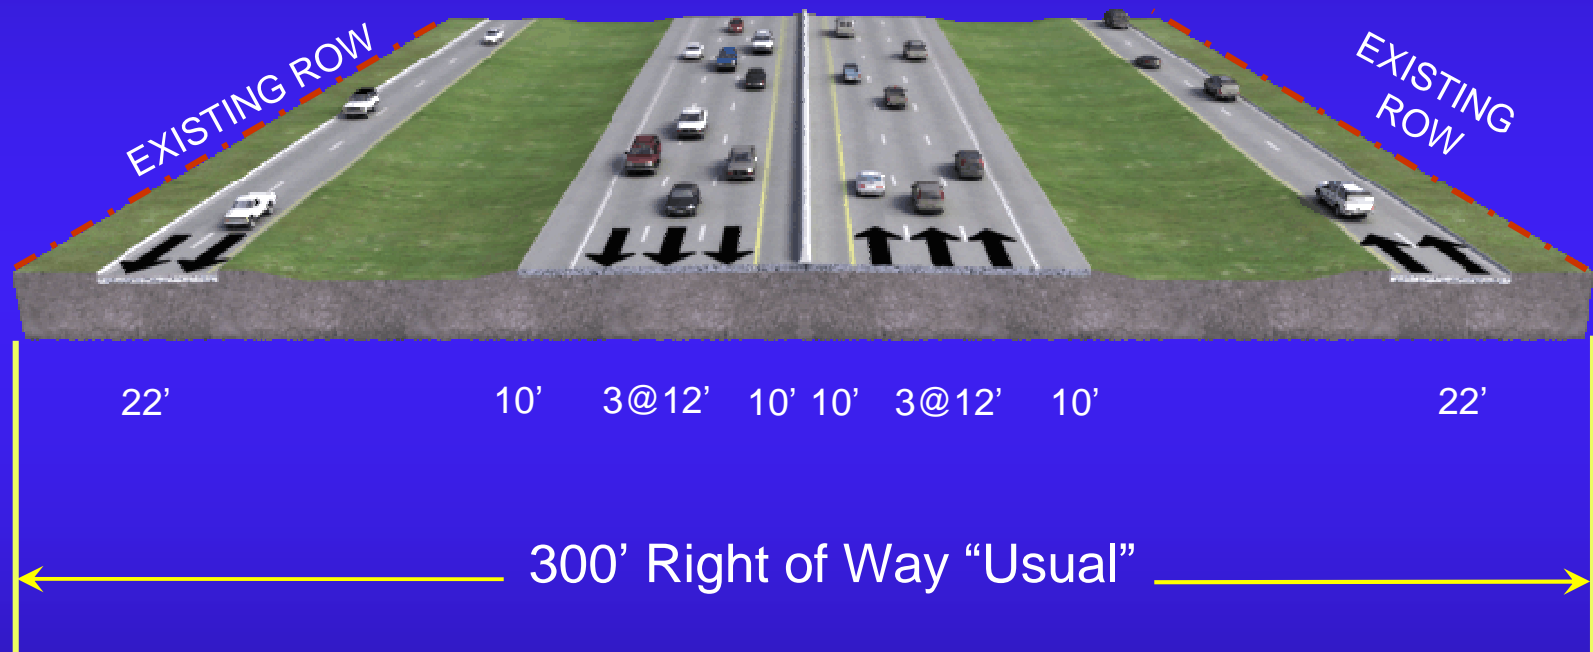 EXISTING ROW
EXISTING
ROW
22’ 10’ 3@12’ 10’ 10’ 3@12’ 10’ 22’
300’ Right of Way “Usual”